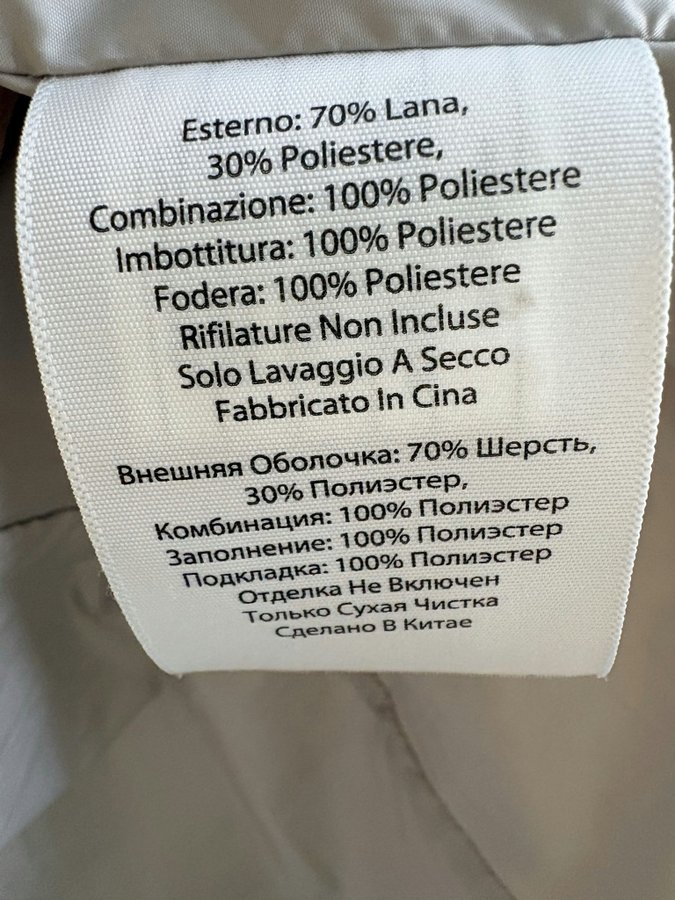 Esterno: 70% Lana,
30% Poliestere,
Combinazione: 100% Poliestere
Imbottitura: 100% Poliestere
Fodera: 100% Poliestere
Rifilature Non Incluse
Solo Lavaggio A Secco
Fabbricato In Cina
Внешняя Оболочка: 70% Шерсть,
30% Полиэстер,
Комбинация: 100% Полиэстер
Заполнение: 100% Полиэстер
Подкладка: 100% Полиэстер
Отделка Не Включен
Только Сухая Чистка
Сделано В Китае